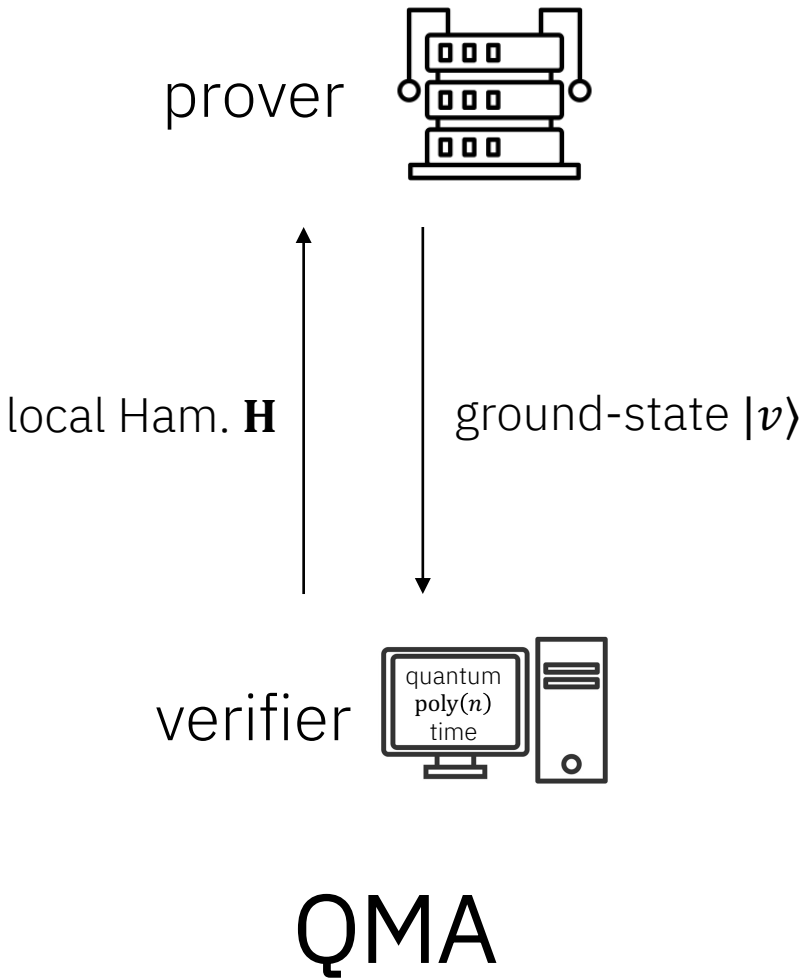 prover
local Ham. 𝐇
ground-state |𝑣⟩
verifier
quantum
poly(𝑛)
time
QMA